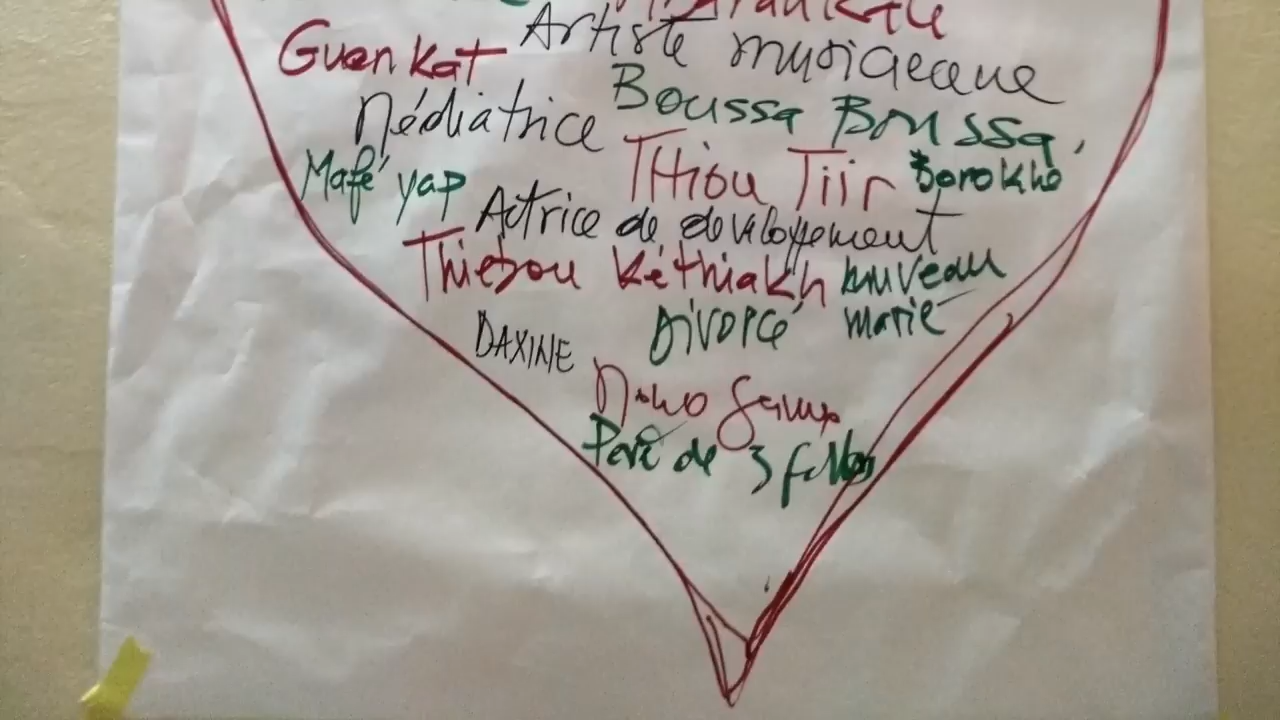 Guen Kat Artiste musicienne
Médiatrice Boussa Boussa
Mafé yap THiou Tiir Borokhé
Actrice de développement
Thiebou Kéthiakh nouveau
DAXINE Divorcé marié
Père de 3 filles